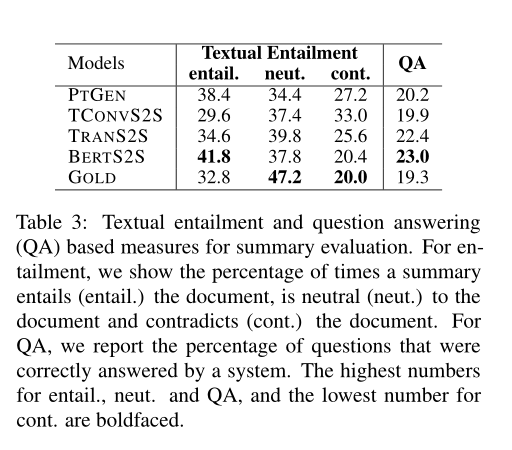 Models Textual Entailment QA
entail. neut. cont.
PTGEN 38.4 34.4 27.2 20.2
TCONVS2S 29.6 37.4 33.0 19.9
TRANS2S 34.6 39.8 25.6 22.4
BERTS2S 41.8 37.8 20.4 23.0
GOLD 32.8 47.2 20.0 19.3
Table 3: Textual entailment and question answering
(QA) based measures for summary evaluation. For en-
tailment, we show the percentage of times a summary
entails (entail.) the document, is neutral (neut.) to the
document and contradicts (cont.) the document. For
QA, we report the percentage of questions that were
correctly answered by a system. The highest numbers
for entail., neut. and QA, and the lowest number for
cont. are boldfaced.